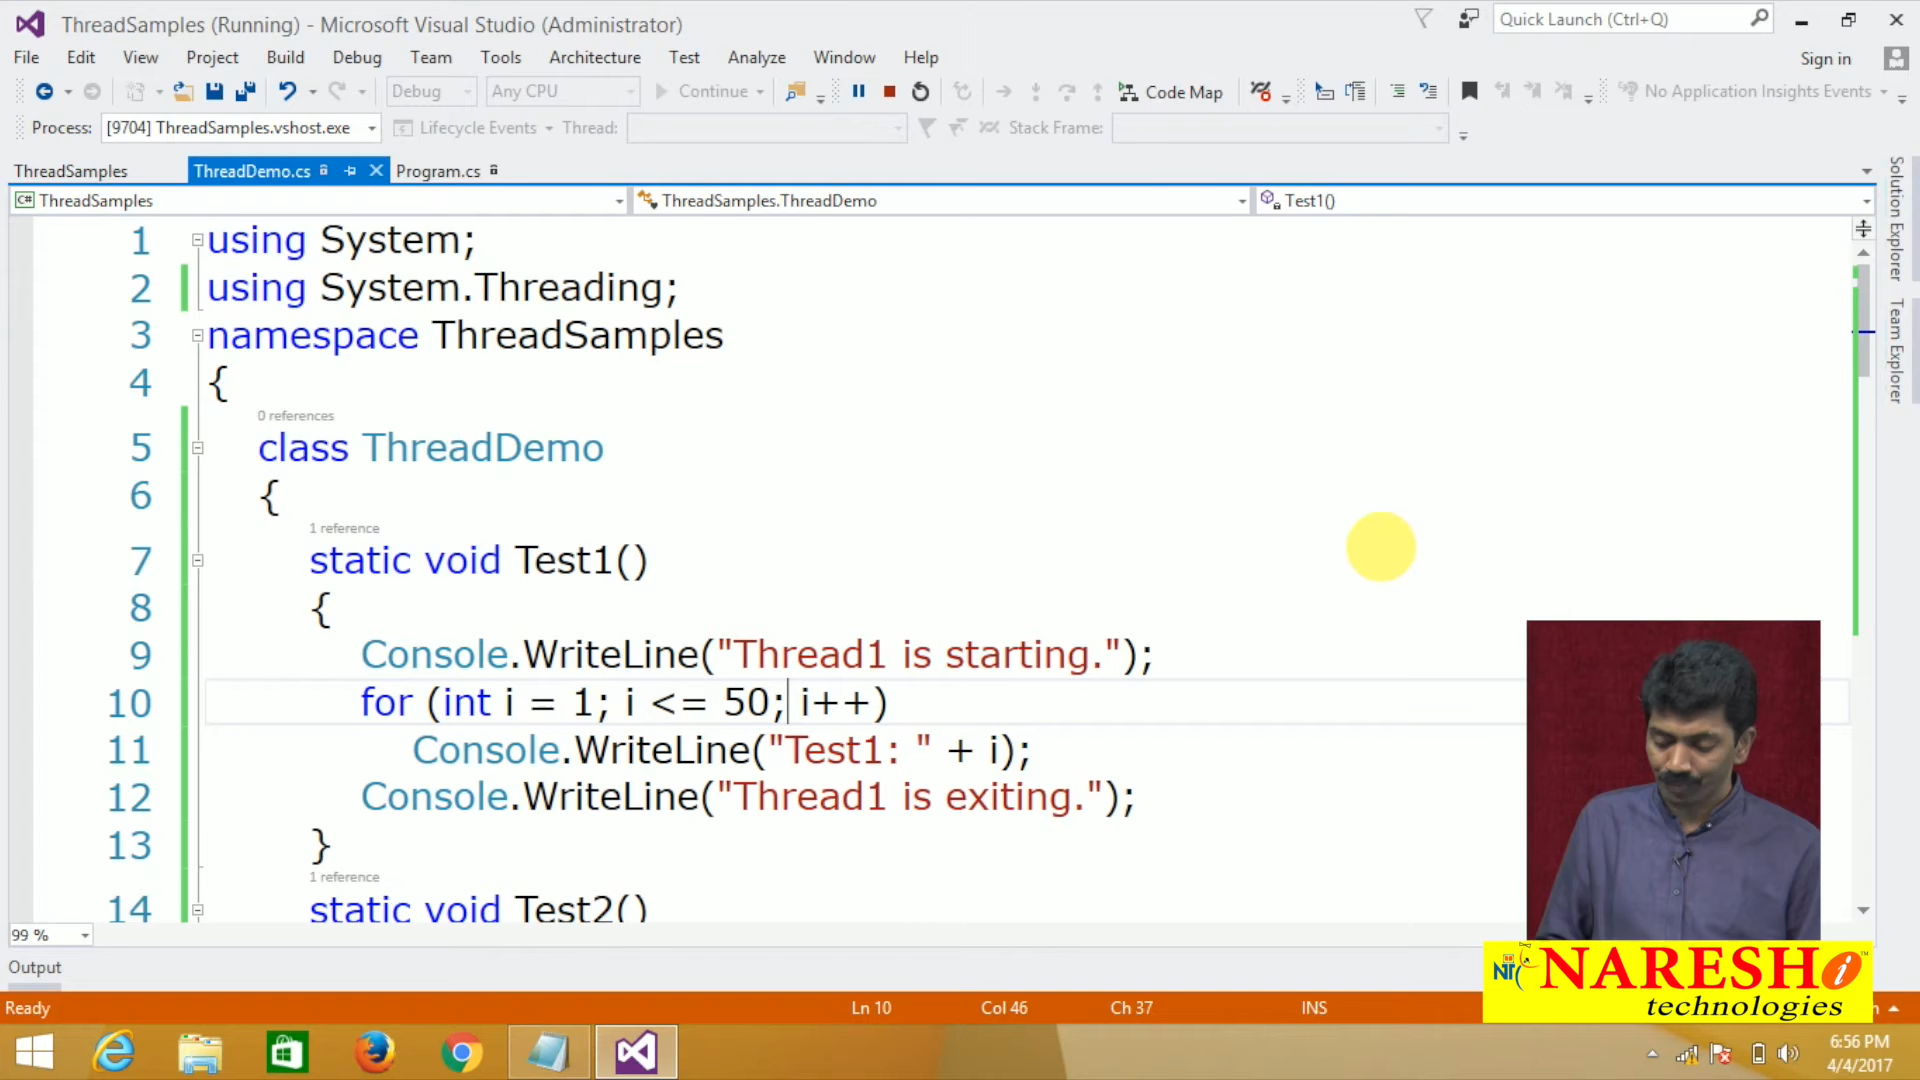 ThreadSamples (Running) - Microsoft Visual Studio (Administrator)
Quick Launch (Ctrl+Q)
File Edit View Project Build Debug Team Tools Architecture Test Analyze Window Help
Sign in
Debug Any CPU Continue Code Map No Application Insights Events
Process: [9704] ThreadSamples.vshost.exe Lifecycle Events Thread: Stack Frame:
ThreadSamples ThreadDemo.cs Program.cs
C# ThreadSamples ThreadSamples.ThreadDemo Test1()
Solution Explorer
Team Explorer
1 using System;
2 using System.Threading;
3 namespace ThreadSamples
4 {
0 references
5 class ThreadDemo
6 {
1 reference
7 static void Test1()
8 {
9 Console.WriteLine("Thread1 is starting.");
10 for (int i = 1; i <= 50; i++)
11 Console.WriteLine("Test1: " + i);
12 Console.WriteLine("Thread1 is exiting.");
13 }
1 reference
14 static void Test2()
99 %
Output
Ready Ln 10 Col 46 Ch 37 INS
NARESH i
technologies
6:56 PM
4/4/2017